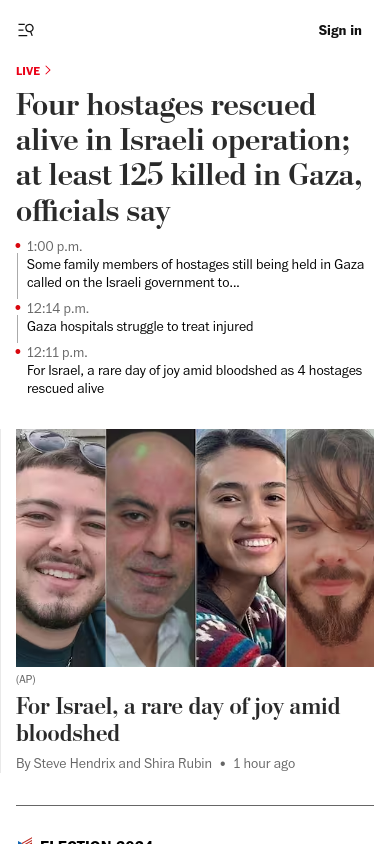 Sign in
LIVE
Four hostages rescued
alive in Israeli operation;
at least 125 killed in Gaza,
officials say
1:00 p.m.
Some family members of hostages still being held in Gaza
called on the Israeli government to...
12:14 p.m.
Gaza hospitals struggle to treat injured
12:11 p.m.
For Israel, a rare day of joy amid bloodshed as 4 hostages
rescued alive
(AP)
For Israel, a rare day of joy amid
bloodshed
By Steve Hendrix and Shira Rubin • 1 hour ago
ELECTION 2024